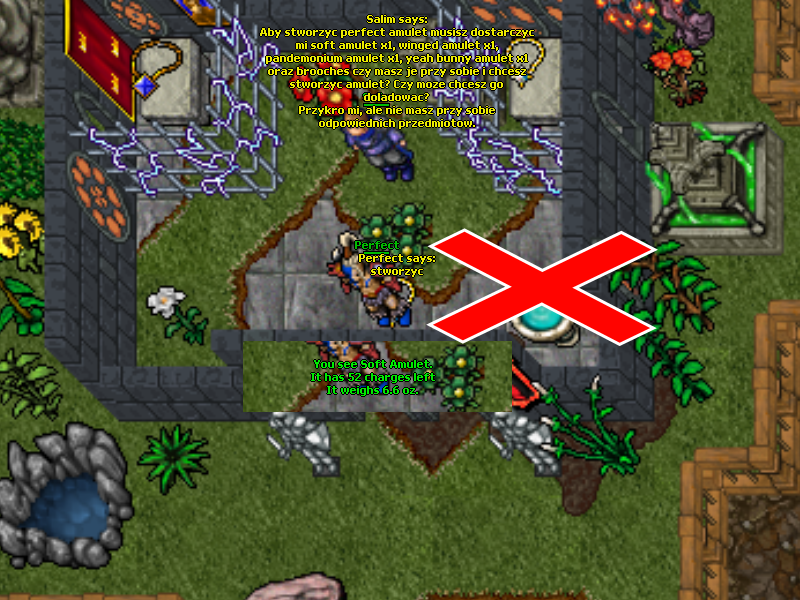 Salim says:
Aby stworzyc perfect amulet musisz dostarczyc
mi soft amulet x1, winged amulet x1,
pandemonium amulet x1, yeah bunny amulet x1
oraz brooches czy masz je przy sobie i chcesz
stworzyc amulet? Czy moze chcesz go
doladowac?
Przykro mi, ale nie masz przy sobie
odpowiednich przedmiotów.
Perfect
Perfect says:
stworzyc
You see Soft Amulet.
It has 52 charges left.
It weighs 6.6 oz.